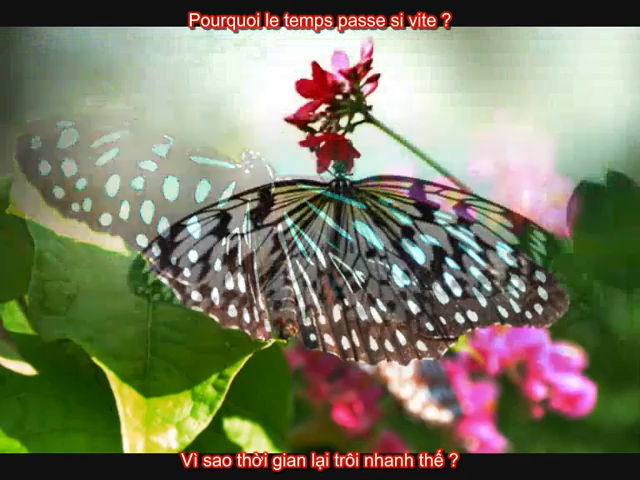 Pourquoi le temps passe si vite ?
Vì sao thời gian lại trôi nhanh thế ?